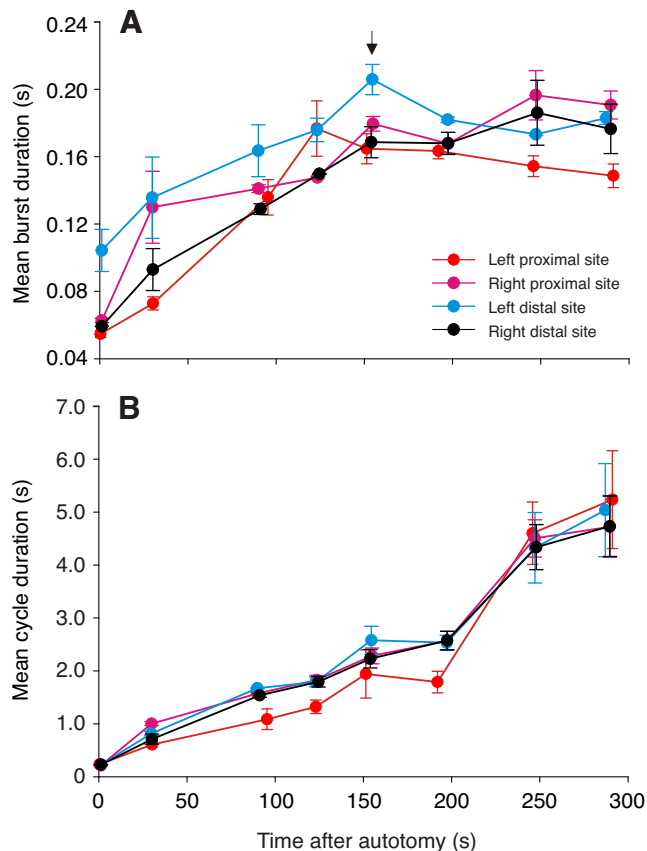 A
0.24
0.20
0.16
0.12
0.08
0.04
Mean burst duration (s)
Left proximal site
Right proximal site
Left distal site
Right distal site
B
7.0
6.0
5.0
4.0
3.0
2.0
1.0
0
Mean cycle duration (s)
0
50
100
150
200
250
300
Time after autotomy (s)